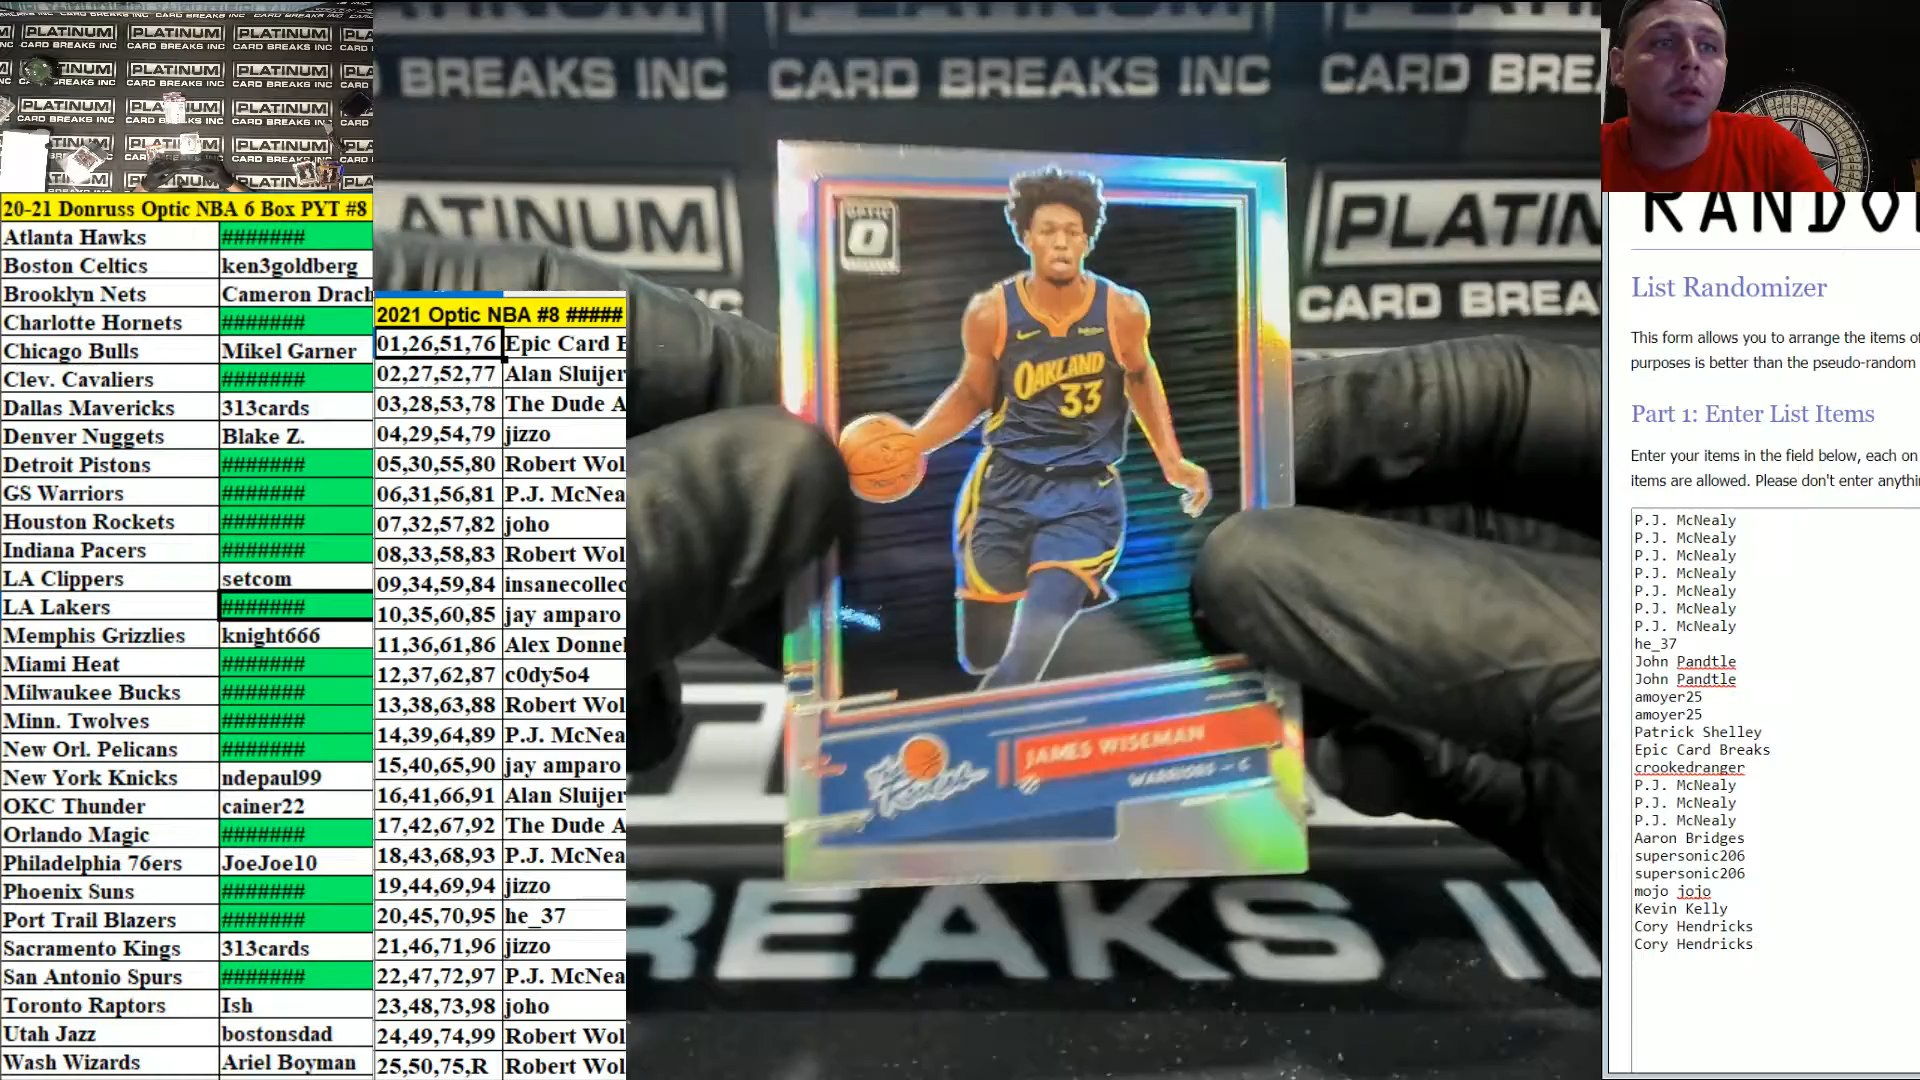 PLATINUM
CARD BREAKS INC
20-21 Donruss Optic NBA 6 Box PYT #8
Atlanta Hawks #######
Boston Celtics ken3goldberg
Brooklyn Nets Cameron Drach
Charlotte Hornets #######
Chicago Bulls Mikel Garner
Clev. Cavaliers #######
Dallas Mavericks 313cards
Denver Nuggets Blake Z.
Detroit Pistons #######
GS Warriors #######
Houston Rockets #######
Indiana Pacers #######
LA Clippers setcom
LA Lakers #######
Memphis Grizzlies knight666
Miami Heat #######
Milwaukee Bucks #######
Minn. Twolves #######
New Orl. Pelicans #######
New York Knicks ndepaul99
OKC Thunder cainer22
Orlando Magic #######
Philadelphia 76ers JoeJoe10
Phoenix Suns #######
Port Trail Blazers #######
Sacramento Kings 313cards
San Antonio Spurs #######
Toronto Raptors Ish
Utah Jazz bostonsdad
Wash Wizards Ariel Boyman
2021 Optic NBA #8 #####
01,26,51,76 Epic Card
02,27,52,77 Alan Sluijer
03,28,53,78 The Dude A
04,29,54,79 jizzo
05,30,55,80 Robert Wol
06,31,56,81 P.J. McNea
07,32,57,82 joho
08,33,58,83 Robert Wol
09,34,59,84 insanecollec
10,35,60,85 jay amparo
11,36,61,86 Alex Donnel
12,37,62,87 c0dy5o4
13,38,63,88 Robert Wol
14,39,64,89 P.J. McNea
15,40,65,90 jay amparo
16,41,66,91 Alan Sluijer
17,42,67,92 The Dude A
18,43,68,93 P.J. McNea
19,44,69,94 jizzo
20,45,70,95 he_37
21,46,71,96 jizzo
22,47,72,97 P.J. McNea
23,48,73,98 joho
24,49,74,99 Robert Wol
25,50,75,R Robert Wol
CARD BREAKS INC
CARD BREA
PLATIN
CARD BREA
OPTIC
OAKLAND
33
JAMES WISEMAN
WARRIORS - C
The Rookies
REAKS
RANDO
List Randomizer
This form allows you to arrange the items of
purposes is better than the pseudo-random
Part 1: Enter List Items
Enter your items in the field below, each on
items are allowed. Please don't enter anythi
P.J. McNealy
P.J. McNealy
P.J. McNealy
P.J. McNealy
P.J. McNealy
P.J. McNealy
P.J. McNealy
he_37
John Pandtle
John Pandtle
amoyer25
amoyer25
Patrick Shelley
Epic Card Breaks
crookedranger
P.J. McNealy
P.J. McNealy
P.J. McNealy
Aaron Bridges
supersonic206
supersonic206
mojo jojo
Kevin Kelly
Cory Hendricks
Cory Hendricks